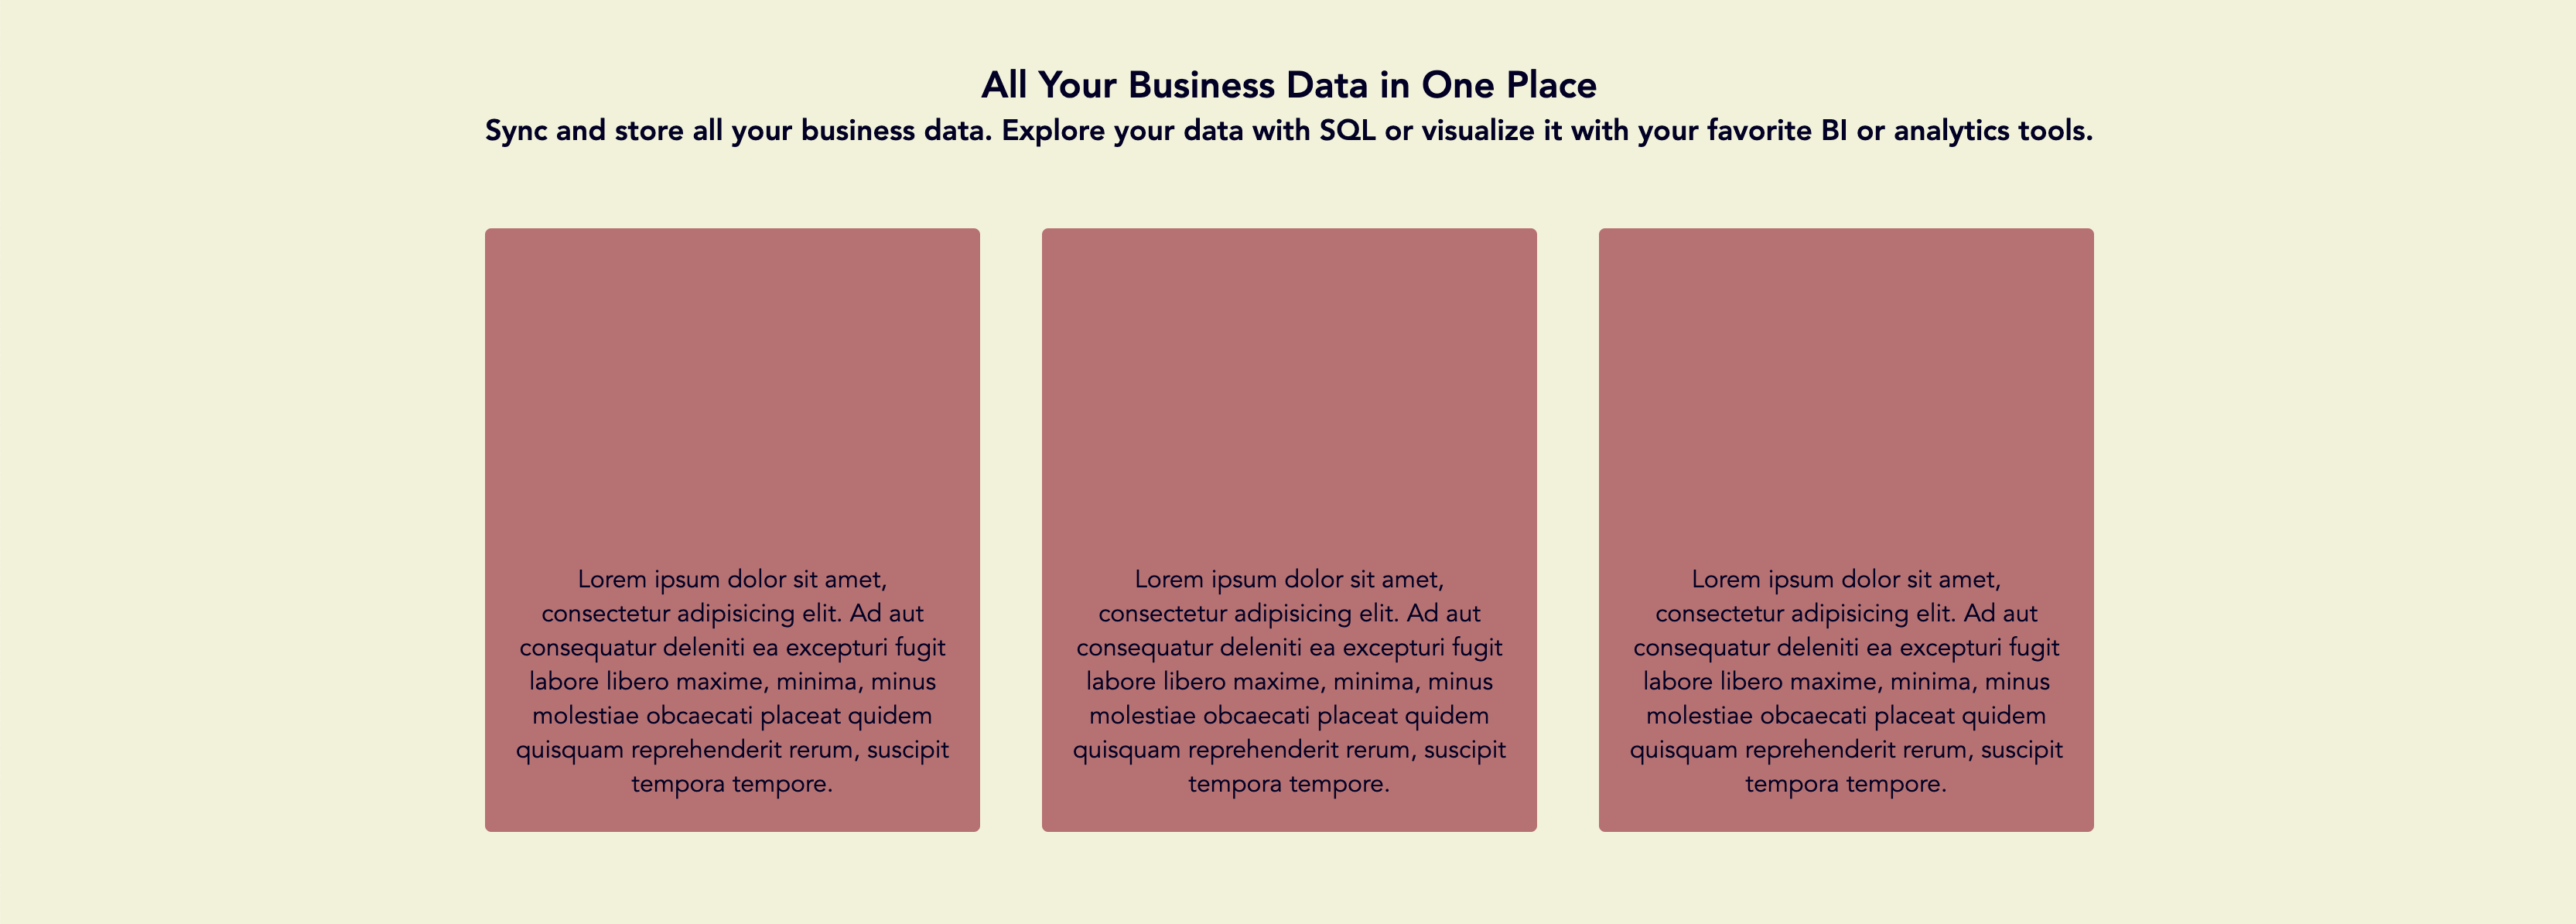 All Your Business Data in One Place
Sync and store all your business data. Explore your data with SQL or visualize it with your favorite BI or analytics tools.
Lorem ipsum dolor sit amet,
consectetur adipisicing elit. Ad aut
consequatur deleniti ea excepturi fugit
labore libero maxime, minima, minus
molestiae obcaecati placeat quidem
quisquam reprehenderit rerum, suscipit
tempora tempore.
Lorem ipsum dolor sit amet,
consectetur adipisicing elit. Ad aut
consequatur deleniti ea excepturi fugit
labore libero maxime, minima, minus
molestiae obcaecati placeat quidem
quisquam reprehenderit rerum, suscipit
tempora tempore.
Lorem ipsum dolor sit amet,
consectetur adipisicing elit. Ad aut
consequatur deleniti ea excepturi fugit
labore libero maxime, minima, minus
molestiae obcaecati placeat quidem
quisquam reprehenderit rerum, suscipit
tempora tempore.